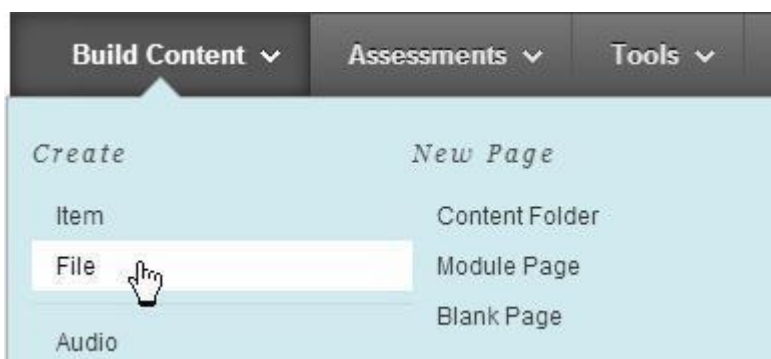 Build Content Assessments Tools
Create
Item
File
Audio
New Page
Content Folder
Module Page
Blank Page